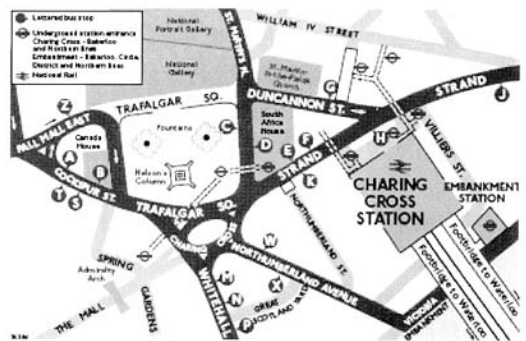 Lettered bus stop
Underground station entrance
Charing Cross - Bakerloo
and Northern lines
Embankment - Bakerloo, Circle,
District and Northern lines
National Rail
National
Portrait Gallery
National
Gallery
ST. MARTIN'S PL.
WILLIAM IV STREET
St. Martin
in-the-Fields
Church
G
STRAND
J
DUNCANNON ST.
TRAFALGAR SQ.
Z
PALL MALL EAST
Canada
House
A
B
Fountains
C
South
Africa
House
D
E
F
K
H
STRAND
VILLIERS ST.
COCKSPUR ST.
T
S
Nelson's
Column
TRAFALGAR SQ.
CHARING CROSS
CHARING
CROSS
STATION
EMBANKMENT
STATION
NORTHUMBERLAND ST.
NORTHUMBERLAND AVENUE
W
SPRING
GARDENS
Admiralty
Arch
THE MALL
WHITEHALL
M
N
P
X
GREAT
SCOTLAND YARD
Footbridge to Waterloo
Footbridge to Waterloo
VICTORIA
EMBANKMENT